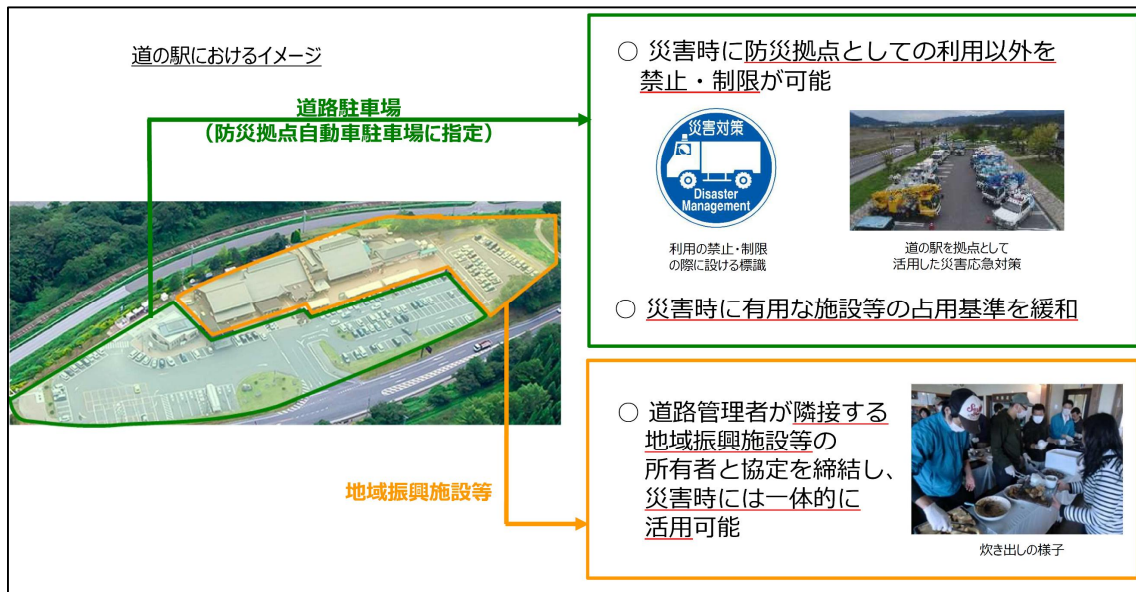 道の駅におけるイメージ
道路駐車場
（防災拠点自動車駐車場に指定）
○ 災害時に防災拠点としての利用以外を
禁止・制限が可能
災害対策
Disaster
Management
利用の禁止・制限
の際に設ける標識
道の駅を拠点として
活用した災害応急対策
○ 災害時に有用な施設等の占用基準を緩和
地域振興施設等
○ 道路管理者が隣接する
地域振興施設等の
所有者と協定を締結し、
災害時には一体的に
活用可能
炊き出しの様子